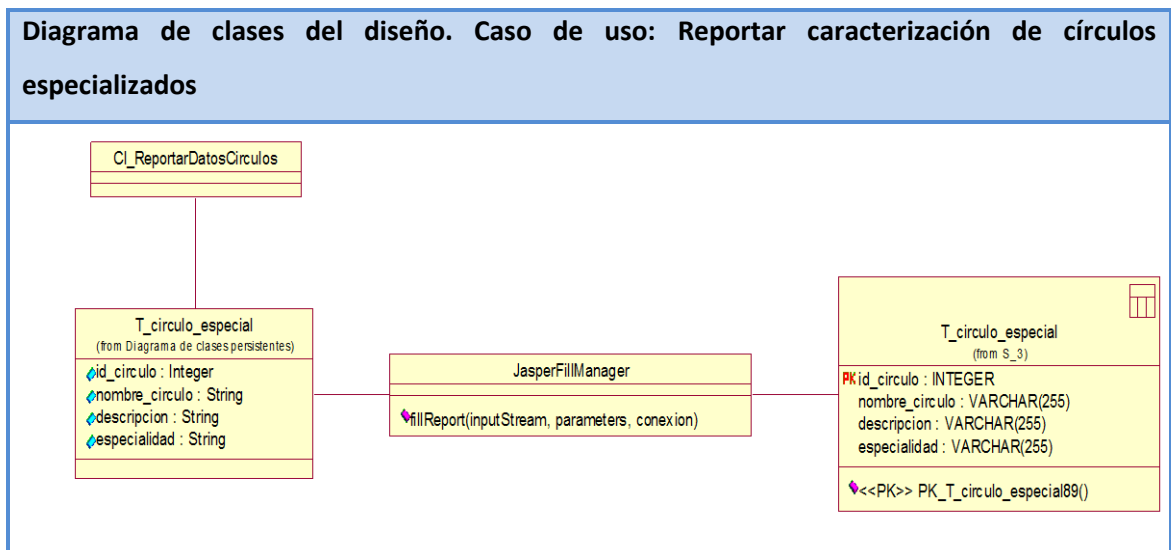 Diagrama de clases del diseño. Caso de uso: Reportar caracterización de círculos
especializados
CI_ReportarDatosCirculos
T_circulo_especial
(from Diagrama de clases persistentes)
id_circulo : Integer
nombre_circulo : String
descripcion : String
especialidad : String
JasperFillManager
fillReport(inputStream, parameters, conexion)
T_circulo_especial
(from S_3)
PK id_circulo : INTEGER
nombre_circulo : VARCHAR(255)
descripcion : VARCHAR(255)
especialidad : VARCHAR(255)
<<PK>> PK_T_circulo_especial89()